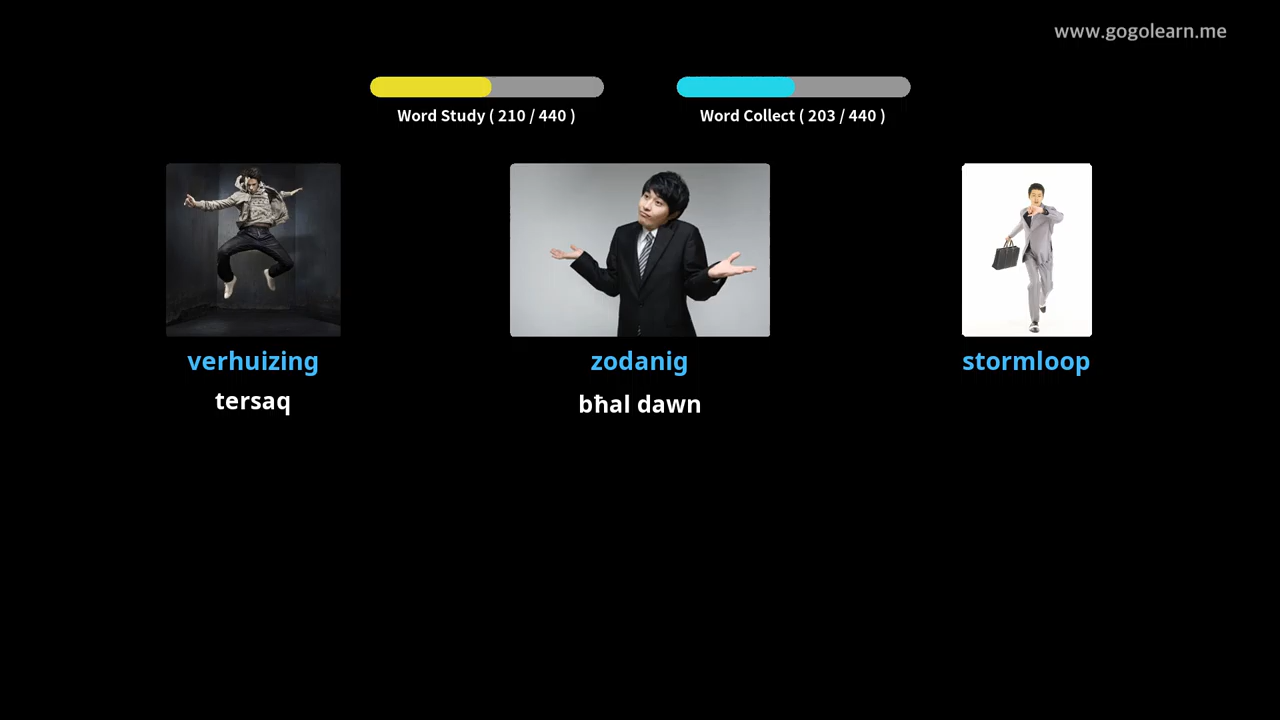 www.gogolearn.me
Word Study ( 210 / 440 )
Word Collect ( 203 / 440 )
verhuizing
zodanig
stormloop
tersaq
bħal dawn